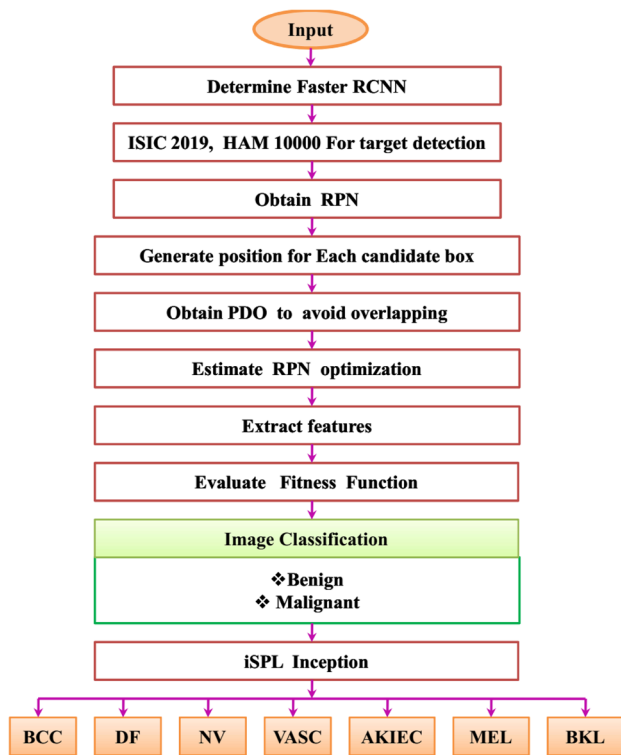 Input
Determine Faster RCNN
ISIC 2019, HAM 10000 For target detection
Obtain RPN
Generate position for Each candidate box
Obtain PDO to avoid overlapping
Estimate RPN optimization
Extract features
Evaluate Fitness Function
Image Classification
❖Benign
❖ Malignant
iSPL Inception
BCC DF NV VASC AKIEC MEL BKL